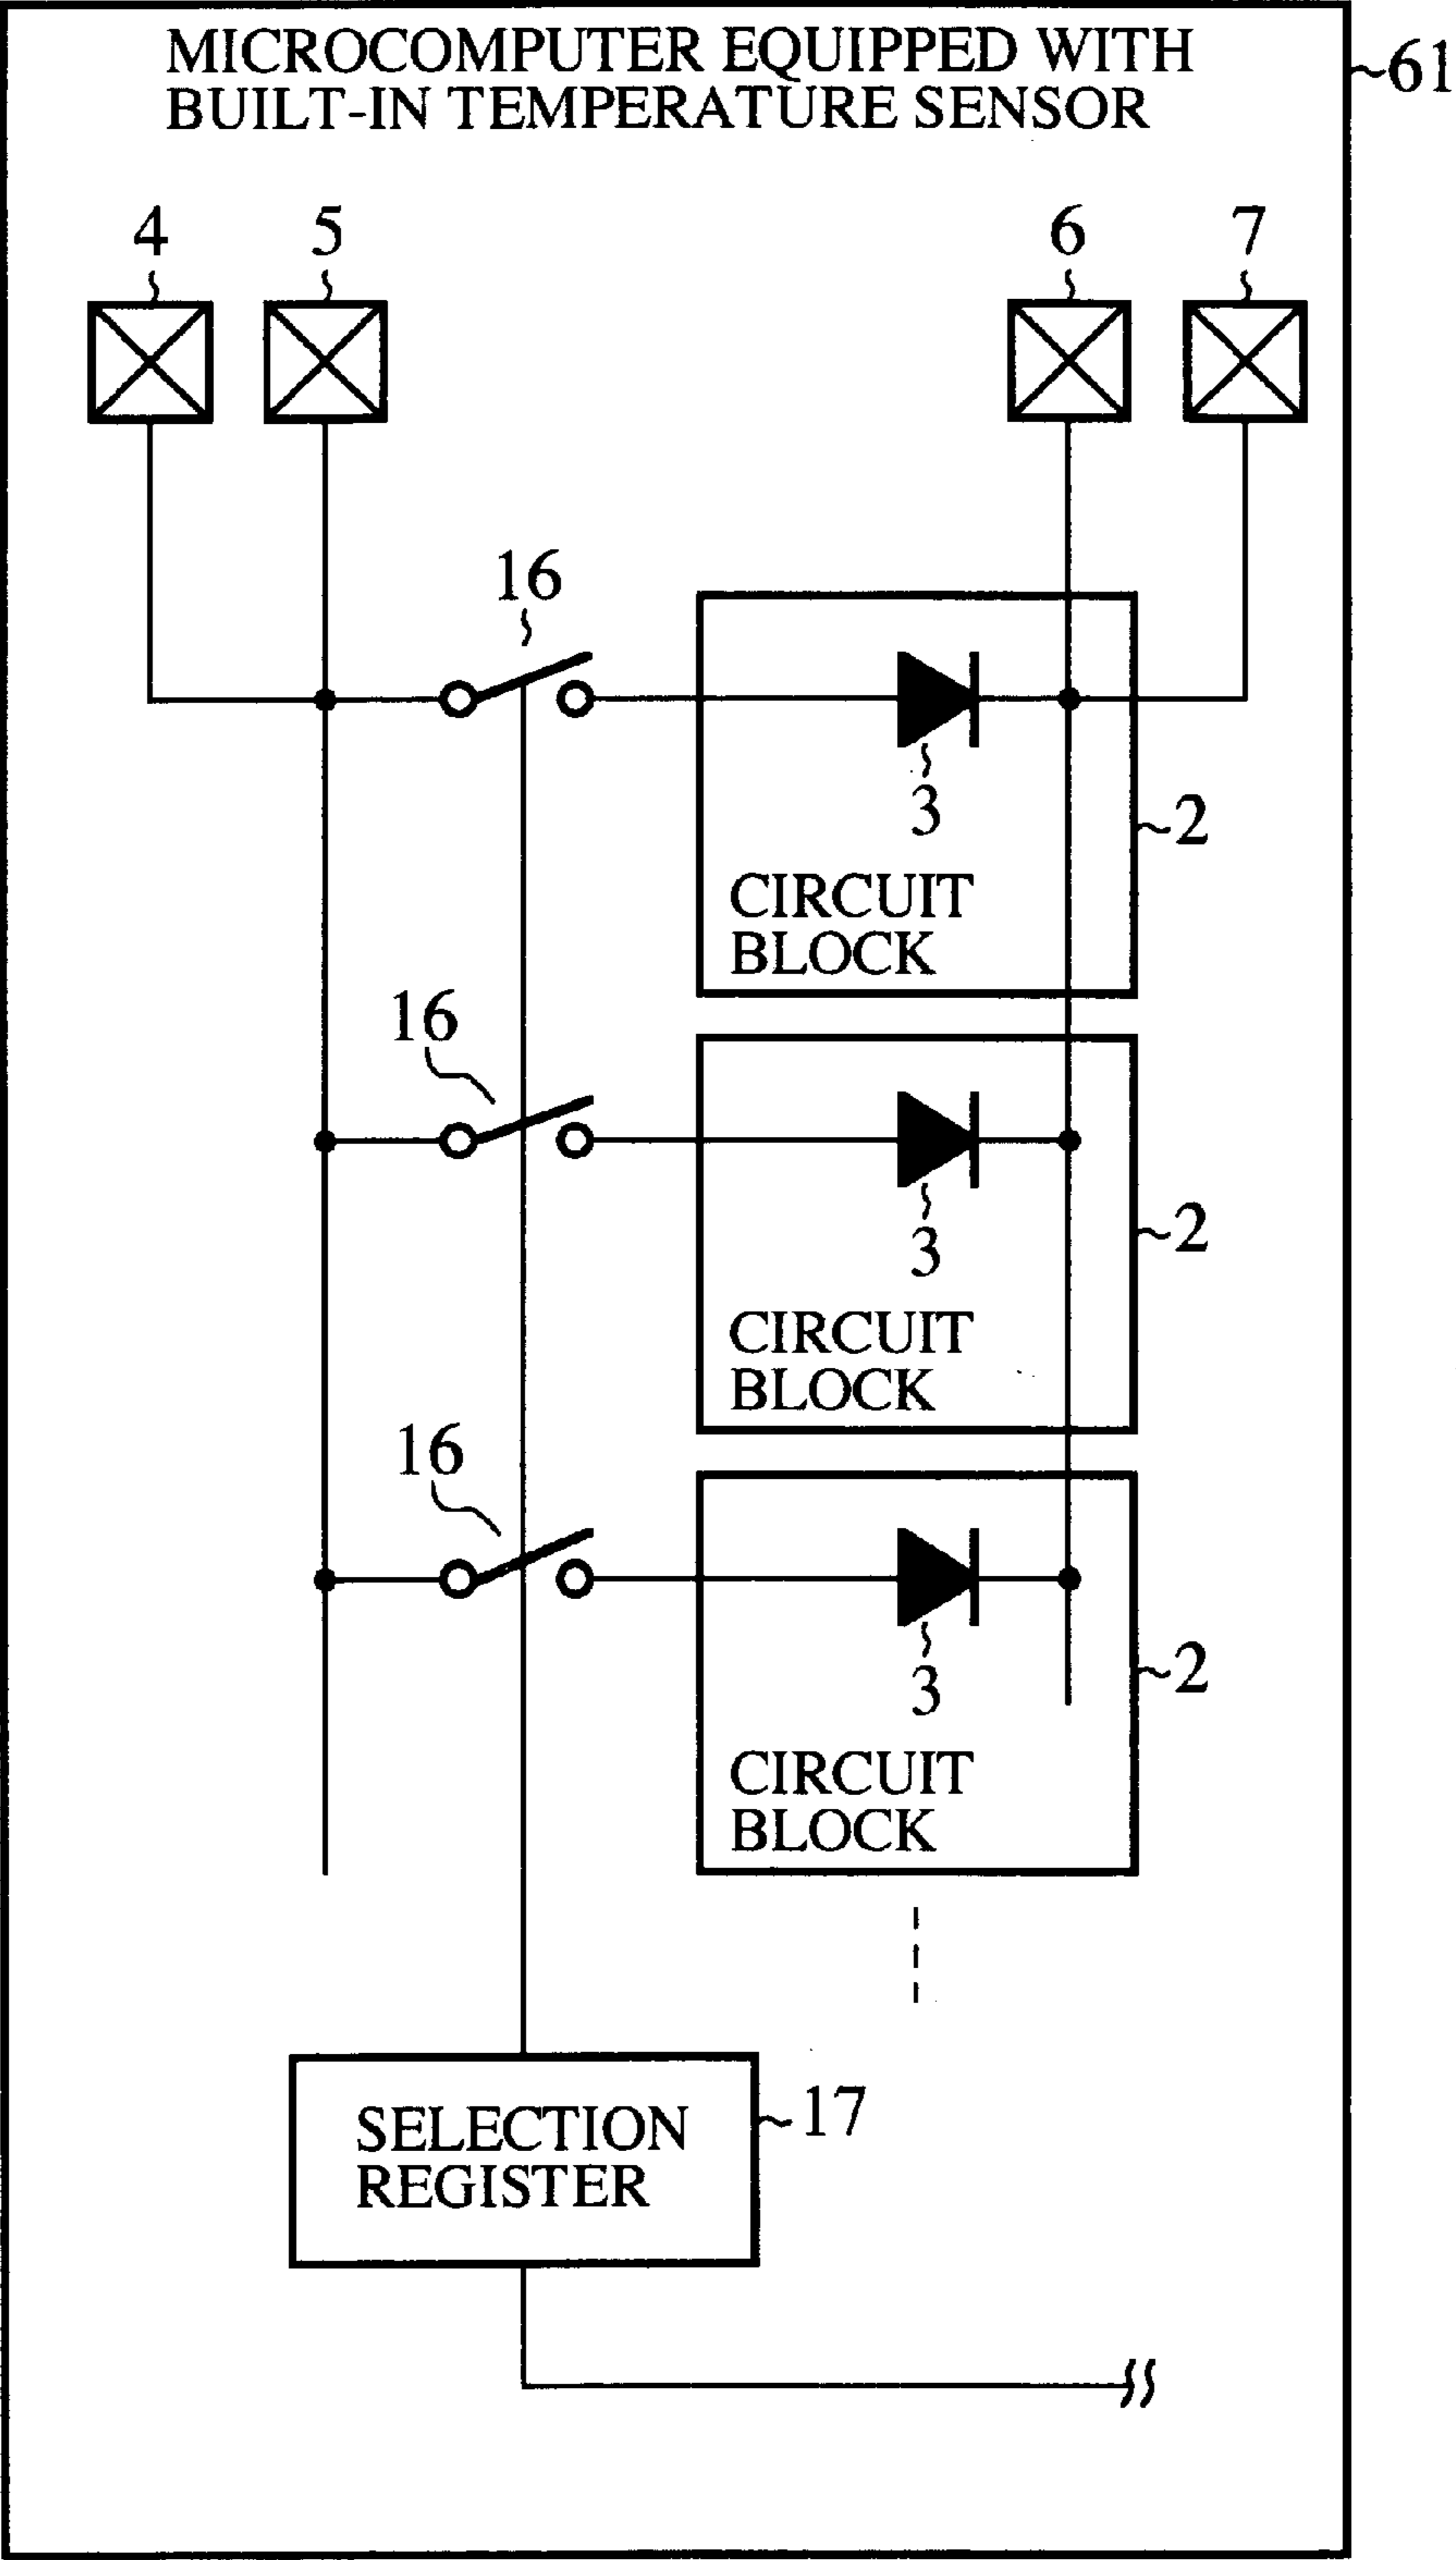 MICROCOMPUTER EQUIPPED WITH
BUILT-IN TEMPERATURE SENSOR
61
4
5
6
7
16
3
2
CIRCUIT
BLOCK
16
3
2
CIRCUIT
BLOCK
16
3
2
CIRCUIT
BLOCK
SELECTION
REGISTER
17